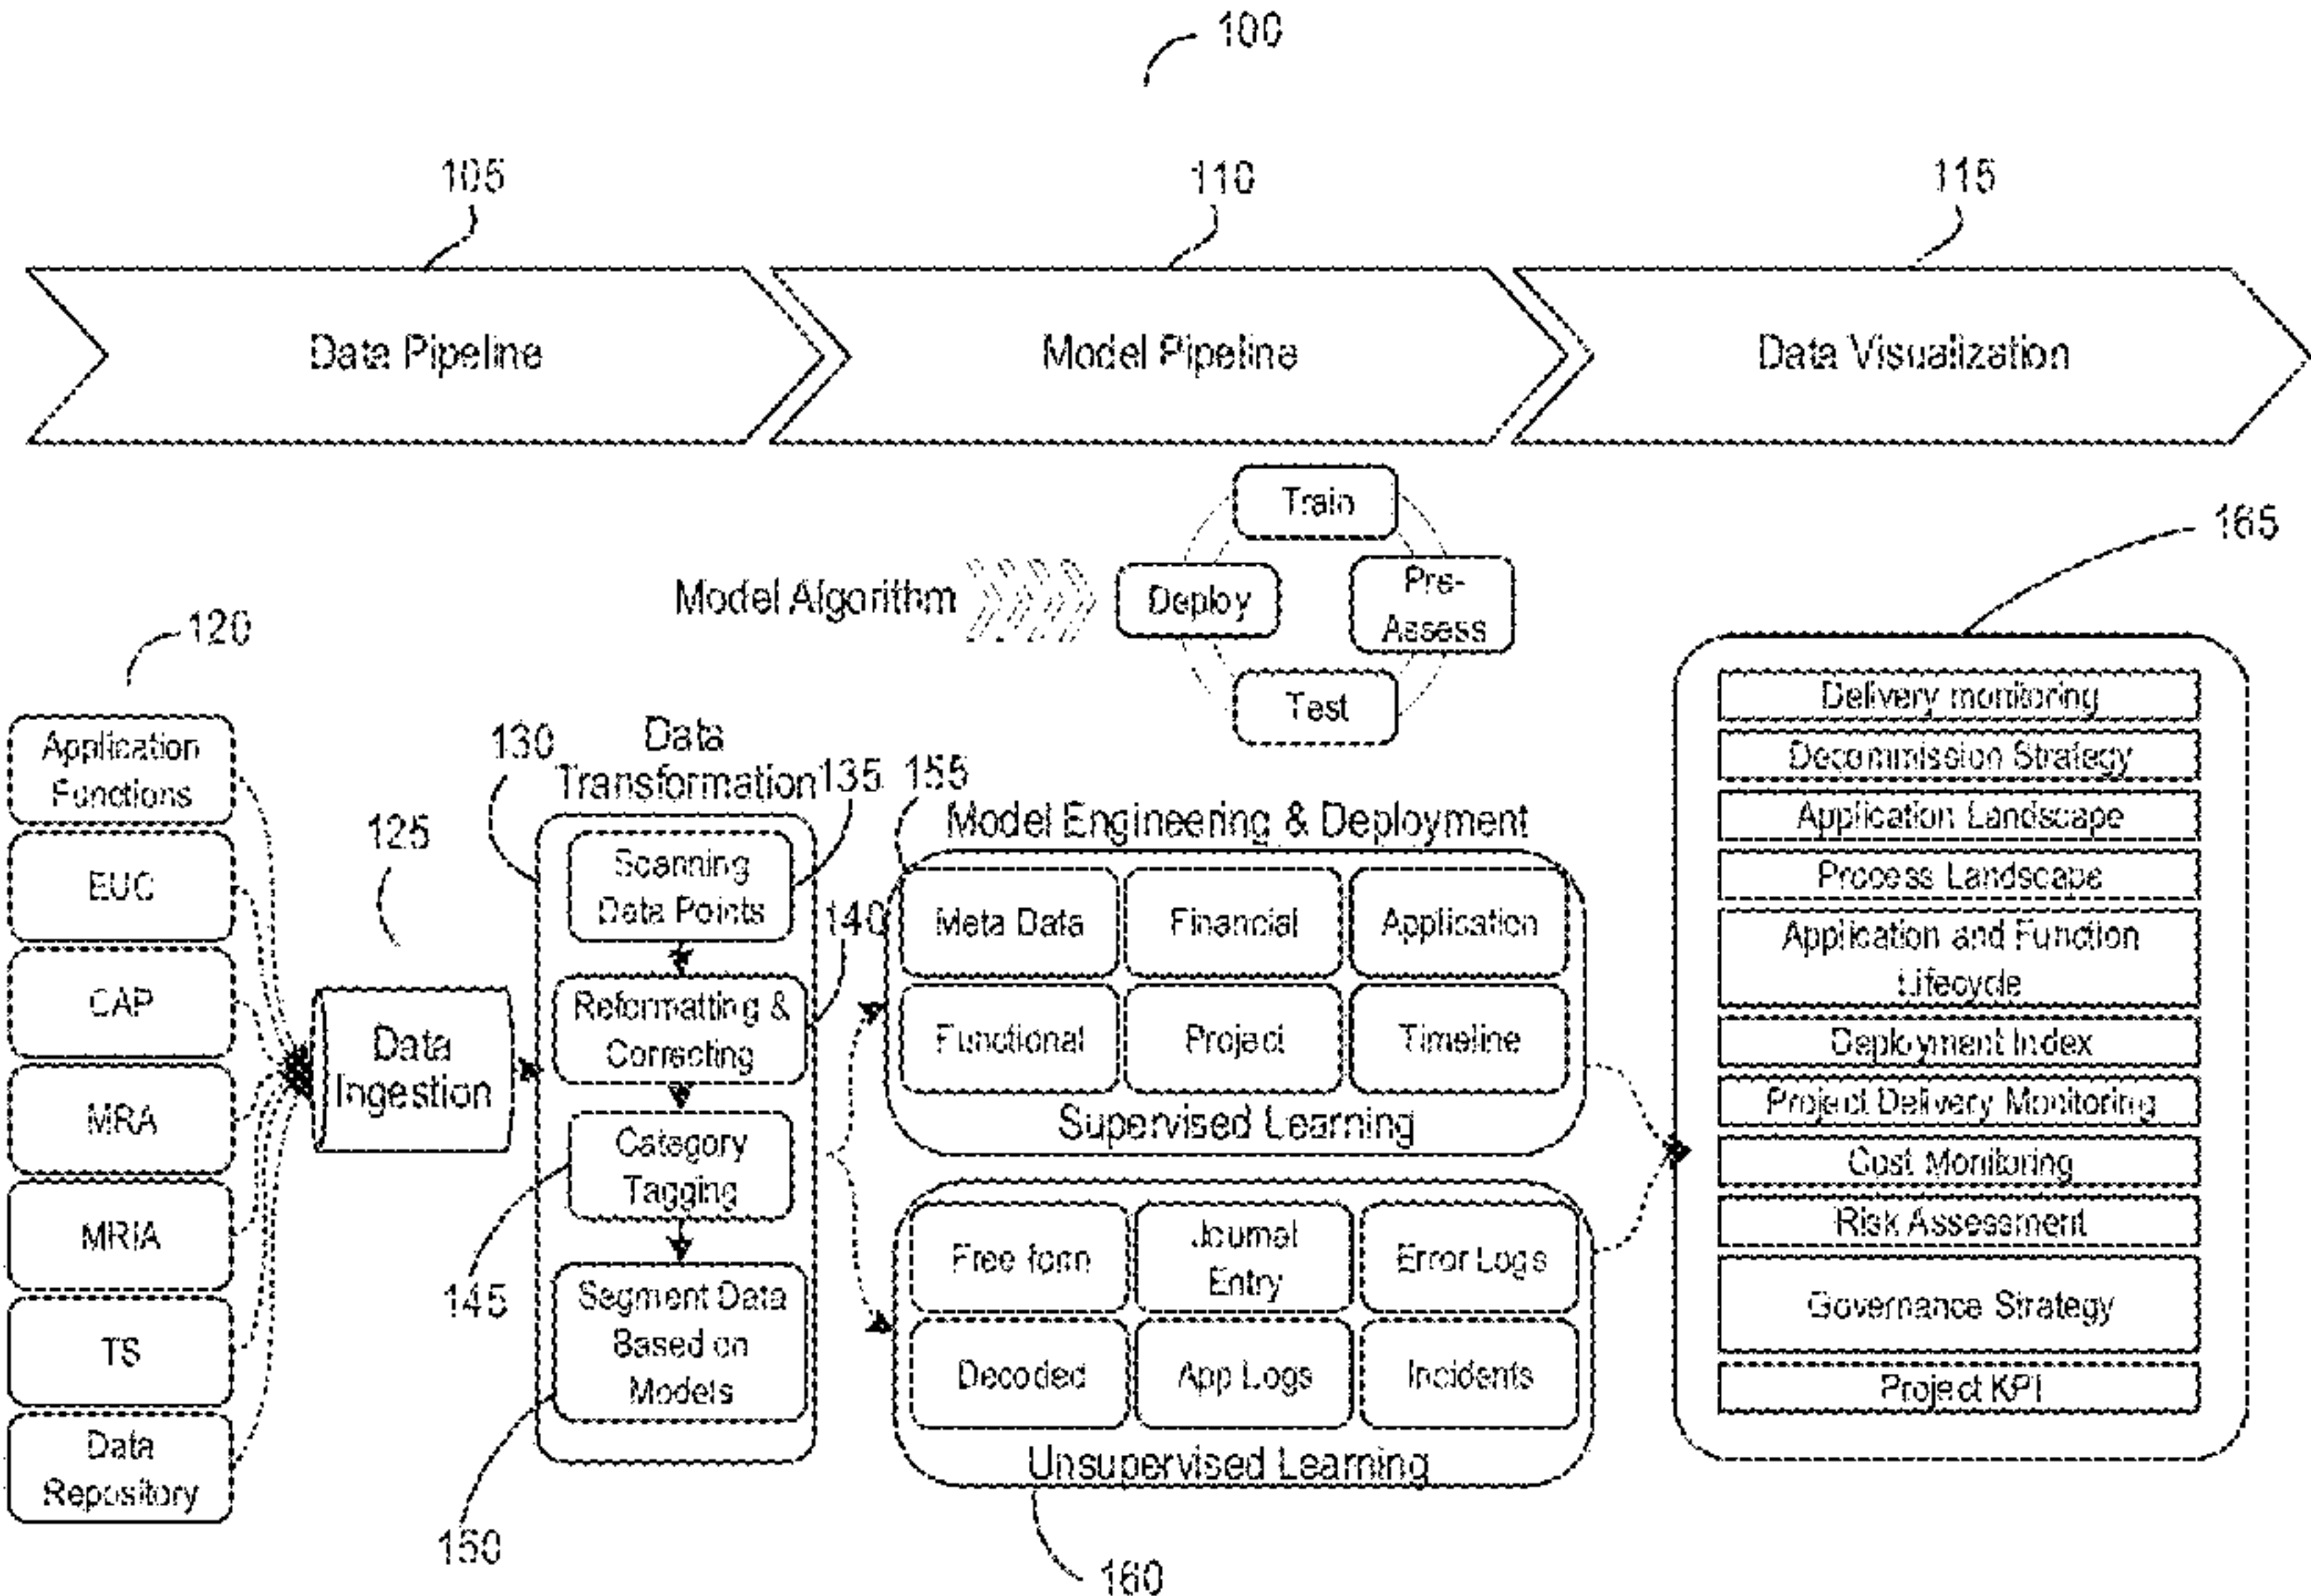 100
105
110
115
Data Pipeline
Model Pipeline
Data Visualization
Train
Model Algorithm
Deploy
Pre-
Assess
Test
165
120
Application
Functions
EUC
CAP
MRA
MRIA
TS
Data
Repository
125
Data
Ingestion
130
Data
Transformation
135
Scanning
Data Points
140
Reformatting &
Correcting
Category
Tagging
145
Segment Data
Based on
Models
150
155
Model Engineering & Deployment
Meta Data
Financial
Application
Functional
Project
Timeline
Supervised Learning
Free form
Journal
Entry
Error Logs
Decoded
App Logs
Incidents
Unsupervised Learning
160
Delivery monitoring
Decommission Strategy
Application Landscape
Process Landscape
Application and Function
Lifecycle
Deployment Index
Project Delivery Monitoring
Cost Monitoring
Risk Assessment
Governance Strategy
Project KPI